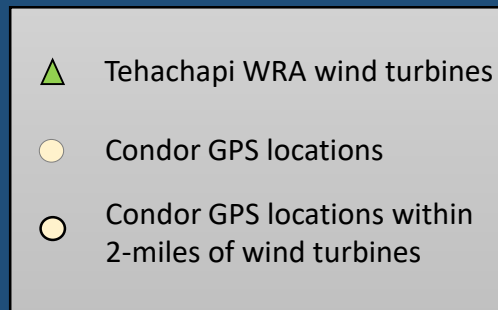 Tehachapi WRA wind turbines
Condor GPS locations
Condor GPS locations within
2-miles of wind turbines